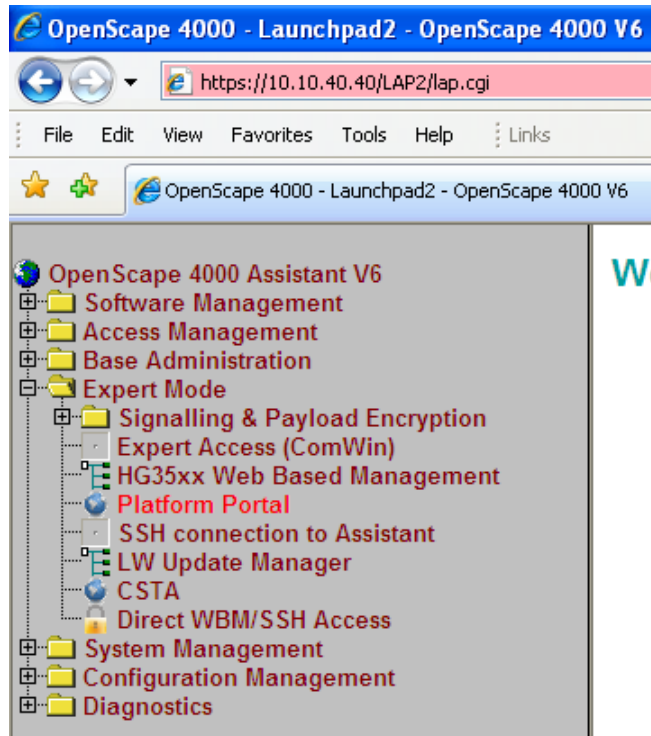 OpenScape 4000 - Launchpad2 - OpenScape 4000 V6
https://10.10.40.40/LAP2/lap.cgi
File Edit View Favorites Tools Help Links
OpenScape 4000 - Launchpad2 - OpenScape 4000 V6
OpenScape 4000 Assistant V6
Software Management
Access Management
Base Administration
Expert Mode
Signalling & Payload Encryption
Expert Access (ComWin)
HG35xx Web Based Management
Platform Portal
SSH connection to Assistant
LW Update Manager
CSTA
Direct WBM/SSH Access
System Management
Configuration Management
Diagnostics